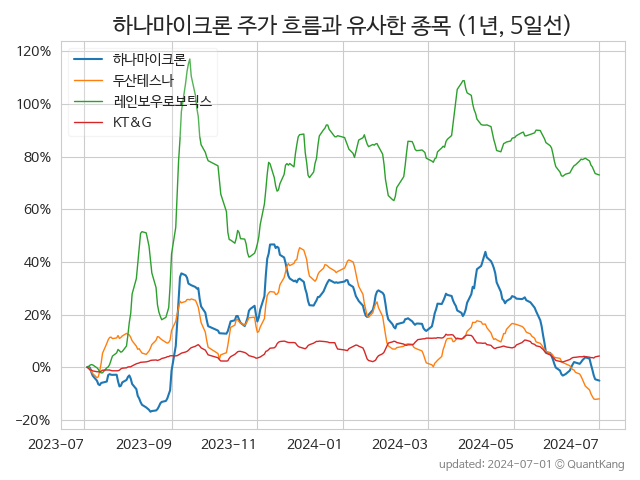 하나마이크론 주가 흐름과 유사한 종목 (1년, 5일선)
하나마이크론
두산테스나
레인보우로보틱스
KT&G
120%
100%
80%
60%
40%
20%
0%
−20%
2023-07 2023-09 2023-11 2024-01 2024-03 2024-05 2024-07
updated: 2024-07-01 © QuantKang